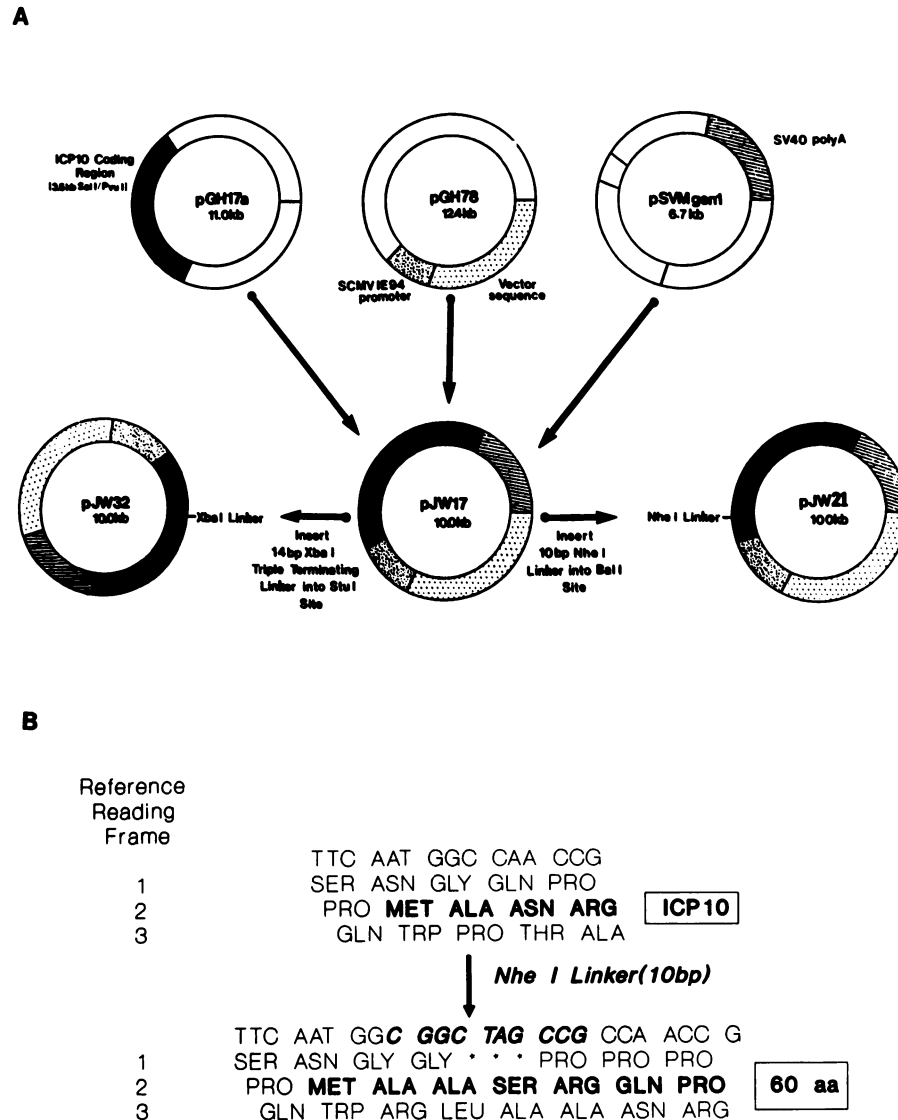 A
ICP10 Coding
Region
pGH17a
11.0kb
pGH78
12.4kb
SCMV IE94
promoter
Vector
sequence
pSVMgem1
6.7kb
SV40 polyA
pJW32
10.0kb
Xba I Linker
Insert
14bp Xba I
Triple Terminating
Linker into Stu I
Site
pJW17
10.0kb
Insert
10bp Nhe I
Linker into Bal I
Site
Nhe I Linker
pJW21
10.0kb
B
Reference
Reading
Frame
TTC AAT GGC CAA CCG
1 SER ASN GLY GLN PRO
2 PRO MET ALA ASN ARG ICP10
3 GLN TRP PRO THR ALA
Nhe I Linker(10bp)
TTC AAT GGC GGC TAG CCG CCA ACC G
1 SER ASN GLY GLY * * * PRO PRO PRO
2 PRO MET ALA ALA SER ARG GLN PRO 60 aa
3 GLN TRP ARG LEU ALA ALA ASN ARG